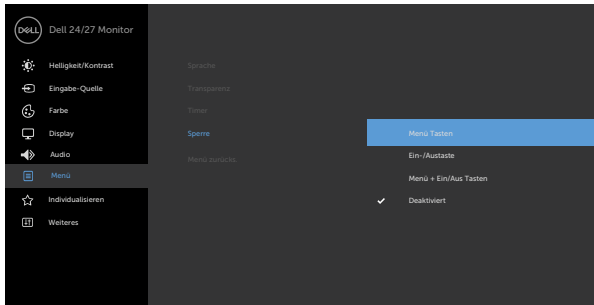 DELL
Dell 24/27 Monitor
Helligkeit/Kontrast
Eingabe-Quelle
Farbe
Display
Audio
Menü
Individualisieren
Weiteres
Sprache
Transparenz
Timer
Sperre
Menü zurücks.
Menü Tasten
Ein-/Austaste
Menü + Ein/Aus Tasten
Deaktiviert